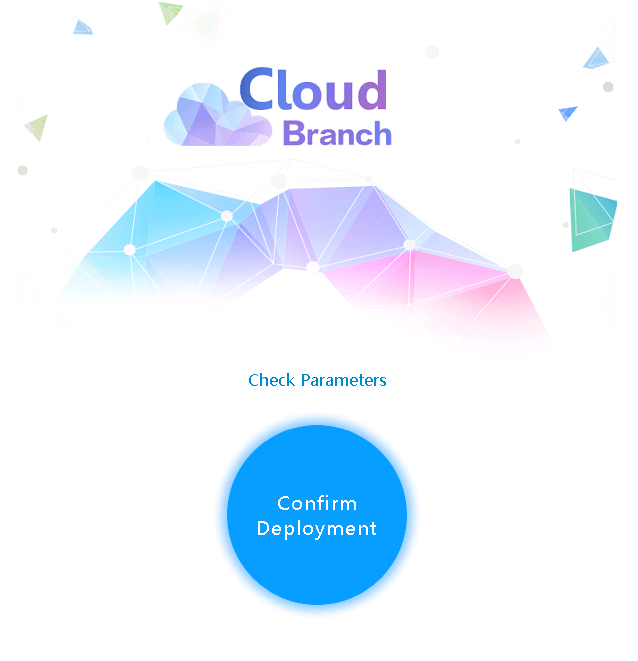 Cloud
Branch
Check Parameters
Confirm
Deployment